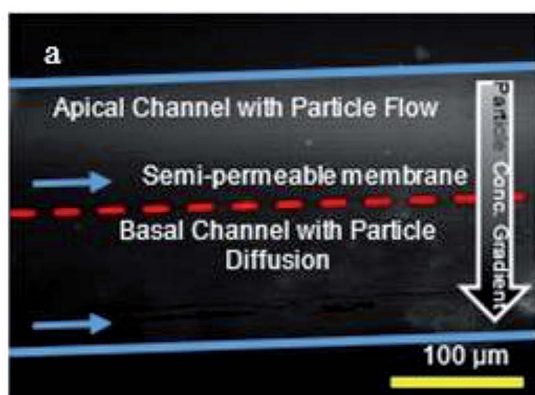 a
Apical Channel with Particle Flow
Semi-permeable membrane
Basal Channel with Particle
Diffusion
Particle Conc. Gradient
100 µm